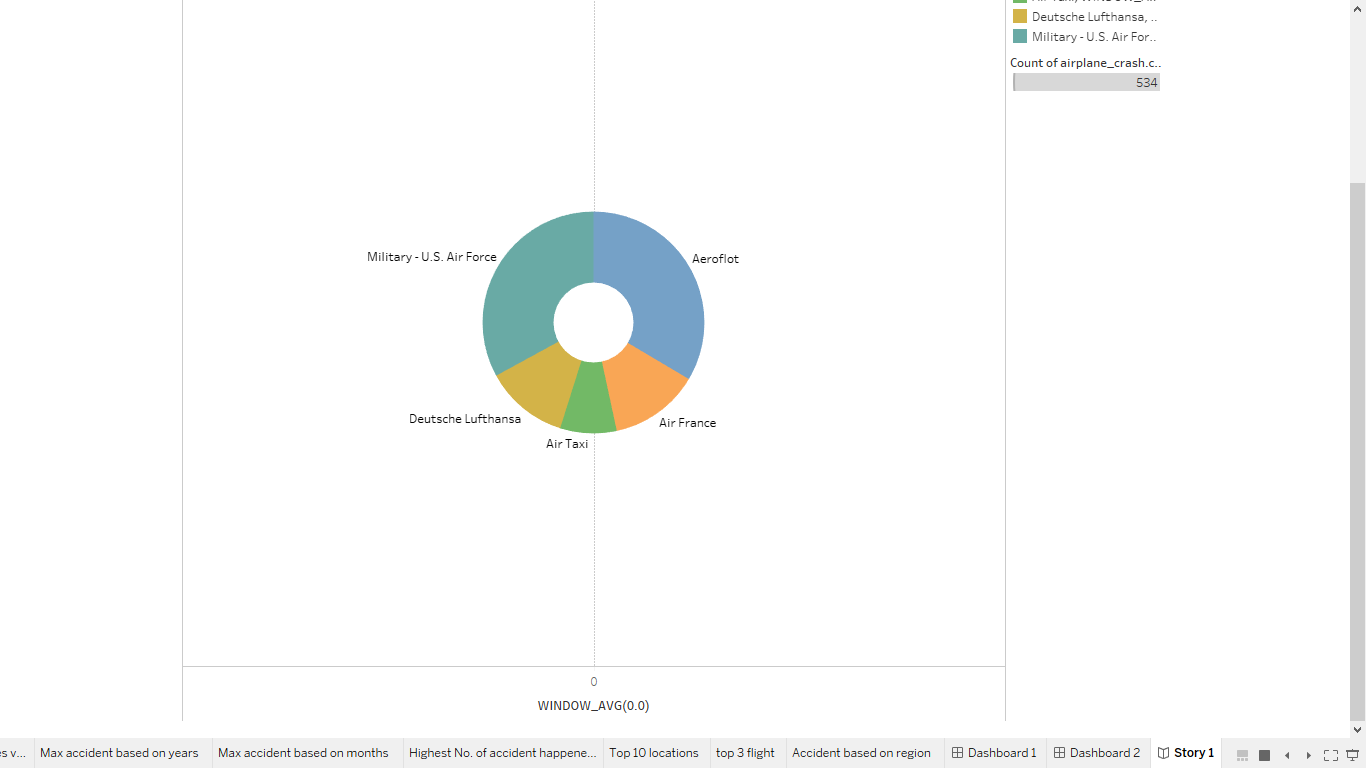 Deutsche Lufthansa, ..
Military - U.S. Air For..
Count of airplane_crash.c..
534
Military - U.S. Air Force
Aeroflot
Deutsche Lufthansa
Air France
Air Taxi
0
WINDOW_AVG(0.0)
es v... Max accident based on years Max accident based on months Highest No. of accident happene... Top 10 locations top 3 flight Accident based on region Dashboard 1 Dashboard 2 Story 1